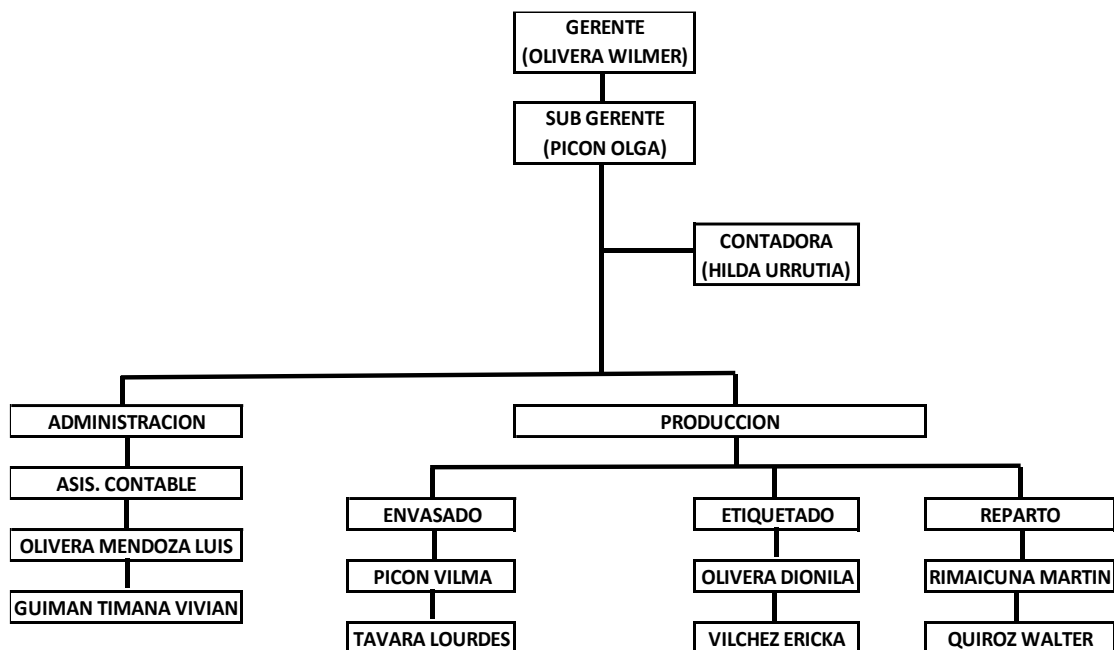 GERENTE
(OLIVERA WILMER)
SUB GERENTE
(PICON OLGA)
CONTADORA
(HILDA URRUTIA)
ADMINISTRACION
PRODUCCION
ASIS. CONTABLE
ENVASADO
ETIQUETADO
REPARTO
OLIVERA MENDOZA LUIS
PICON VILMA
OLIVERA DIONILA
RIMAICUNA MARTIN
GUIMAN TIMANA VIVIAN
TAVARA LOURDES
VILCHEZ ERICKA
QUIROZ WALTER